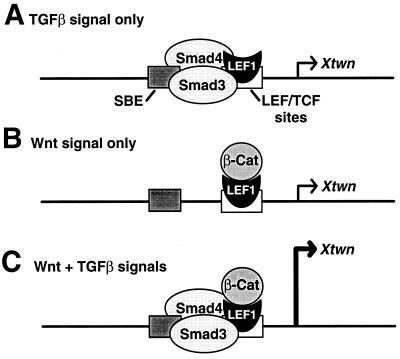 A TGFβ signal only
Smad4
LEF1
Smad3
Xtwn
SBE
LEF/TCF
sites
B Wnt signal only
β-Cat
LEF1
Xtwn
C Wnt + TGFβ signals
Xtwn
β-Cat
Smad4
LEF1
Smad3